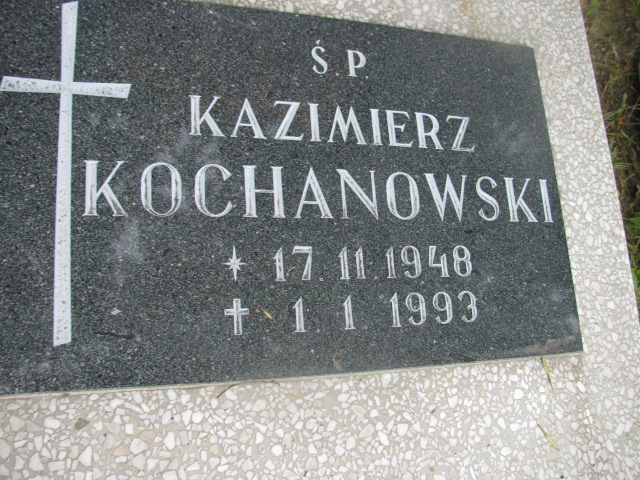 Ś.P.
KAZIMIERZ
KOCHANOWSKI
* 17.11.1948
† 1.1.1993